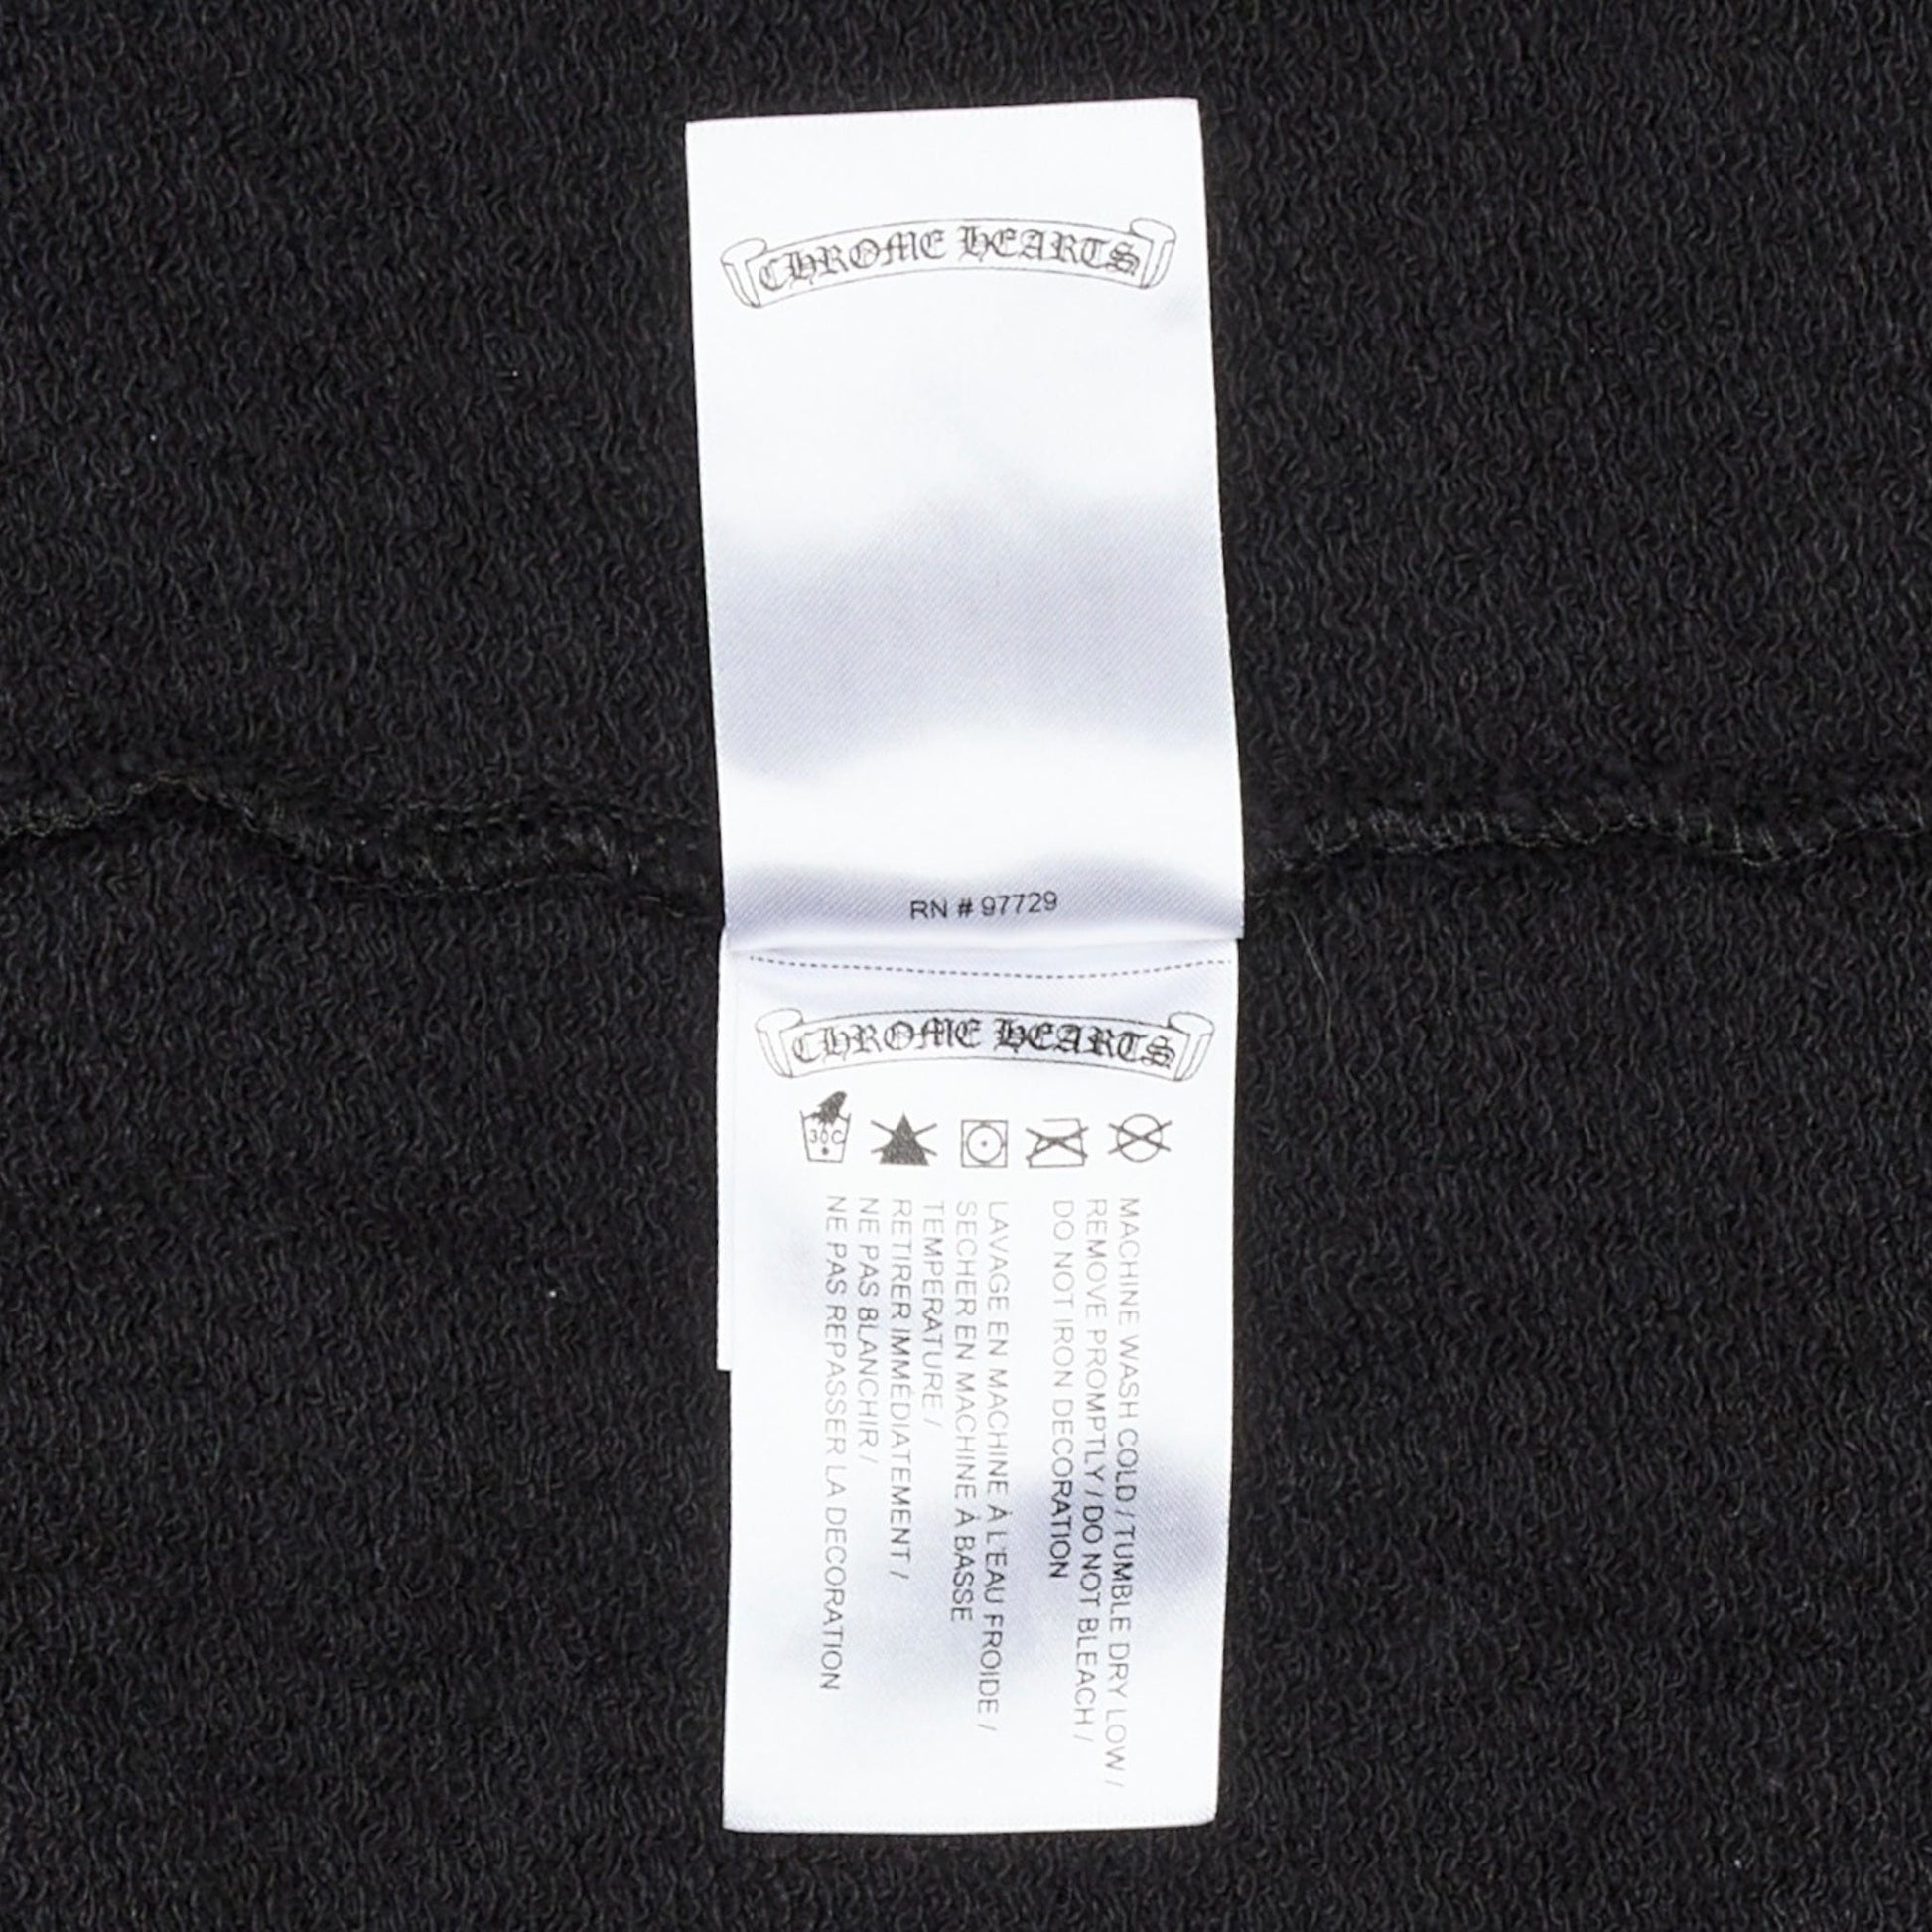 CHROME HEARTS
RN # 97729
CHROME HEARTS
30C
MACHINE WASH COLD / TUMBLE DRY LOW /
REMOVE PROMPTLY / DO NOT BLEACH /
DO NOT IRON DECORATION
LAVAGE EN MACHINE À L'EAU FROIDE /
SECHER EN MACHINE À BASSE
TEMPERATURE /
RETIRER IMMÉDIATEMENT /
NE PAS BLANCHIR /
NE PAS REPASSER LA DECORATION